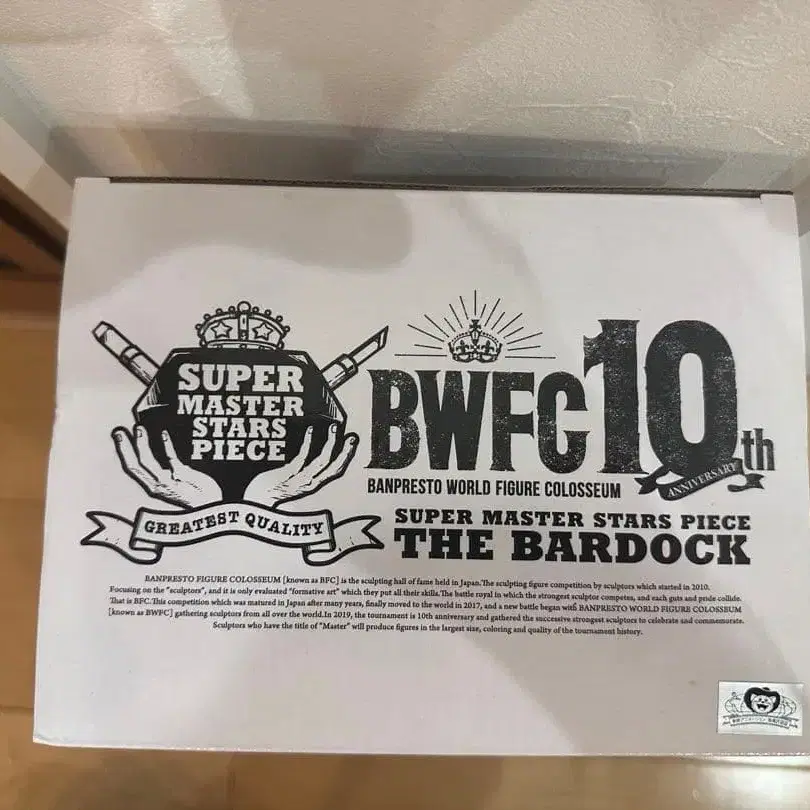 SUPER
MASTER
STARS
PIECE
GREATEST QUALITY
BWFC10th
ANNIVERSARY
BANPRESTO WORLD FIGURE COLOSSEUM
SUPER MASTER STARS PIECE
THE BARDOCK
BANPRESTO FIGURE COLOSSEUM [known as BFC] is the sculpting hall of fame held in Japan.The sculpting figure competition by sculptors which started in 2010.
Focusing on the "sculptors", and it is only evaluated "formative art" which they put all their skills.The battle royal in which the strongest sculptor competes, and each guts and pride collide.
That is BFC.This competition which was matured in Japan after many years, finally moved to the world in 2017, and a new battle began with BANPRESTO WORLD FIGURE COLOSSEUM
[known as BWFC] gathering sculptors from all over the world.In 2019, the tournament is 10th anniversary and gathered the successive strongest sculptors to celebrate and commemorate.
Sculptors who have the title of "Master" will produce figures in the largest size, coloring and quality of the tournament history.